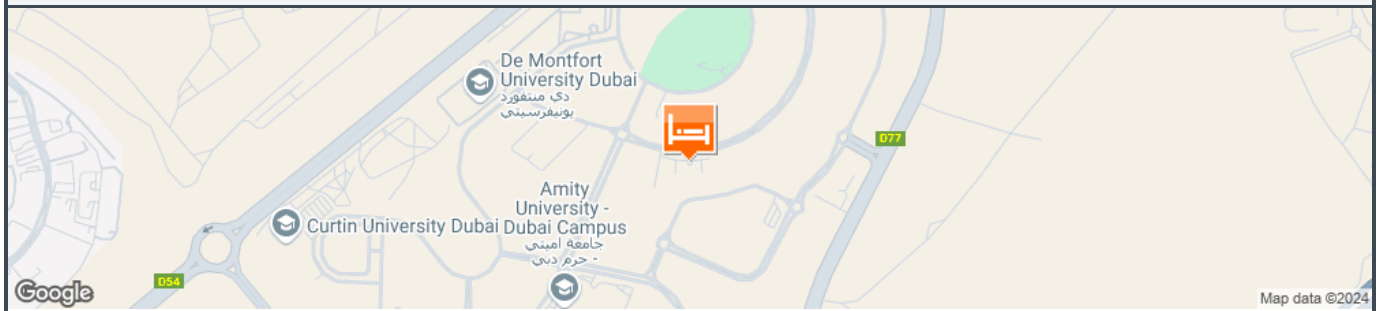 De Montfort
University Dubai
دي منتفورد
يونيفرسيتي
D77
Amity
University -
Dubai Campus
جامعة اميتي
- حرم دبي
Curtin University Dubai
D54
Google
Map data ©2024